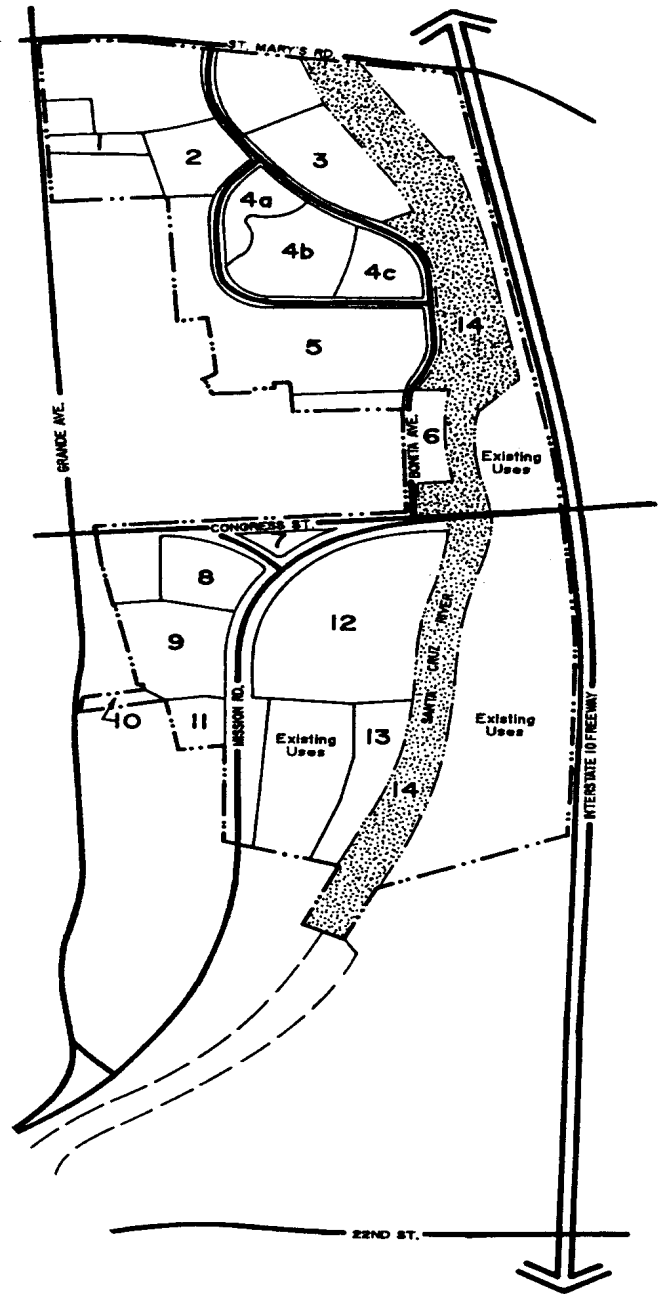 ST. MARY'S RD.
1
2
3
4a
4b
4c
5
14
GRANDE AVE.
BONITA AVE.
6
Existing
Uses
CONGRESS ST.
7
8
12
SANTA CRUZ RIVER
9
10
11
MISSION RD.
Existing
Uses
13
Existing
Uses
INTERSTATE 10 FREEWAY
14
22ND ST.